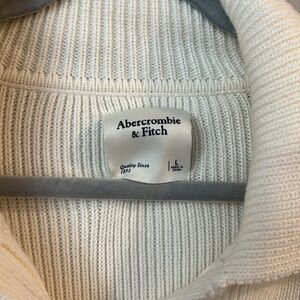 Abercrombie
& Fitch
Quality Since
1892
L